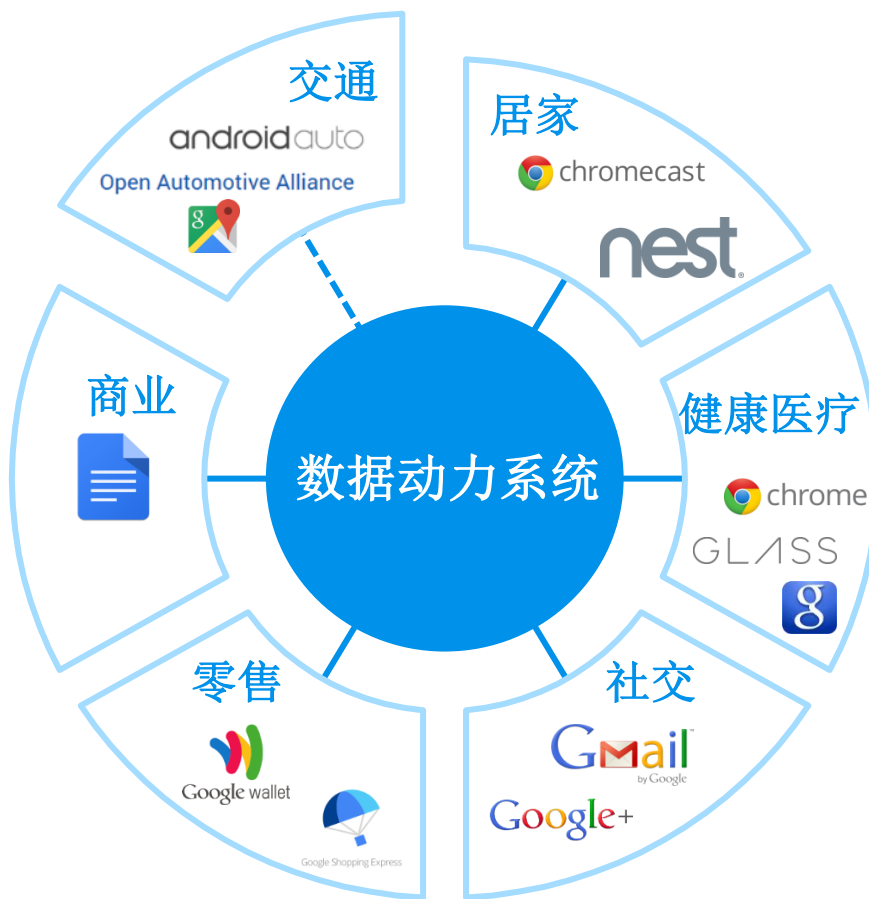 交通
androidauto
Open Automotive Alliance
g
居家
chromecast
nest
健康医疗
chrome
GLASS
g
社交
Gmail
by Google
Google+
零售
Google wallet
Google Shopping Express
商业
数据动力系统